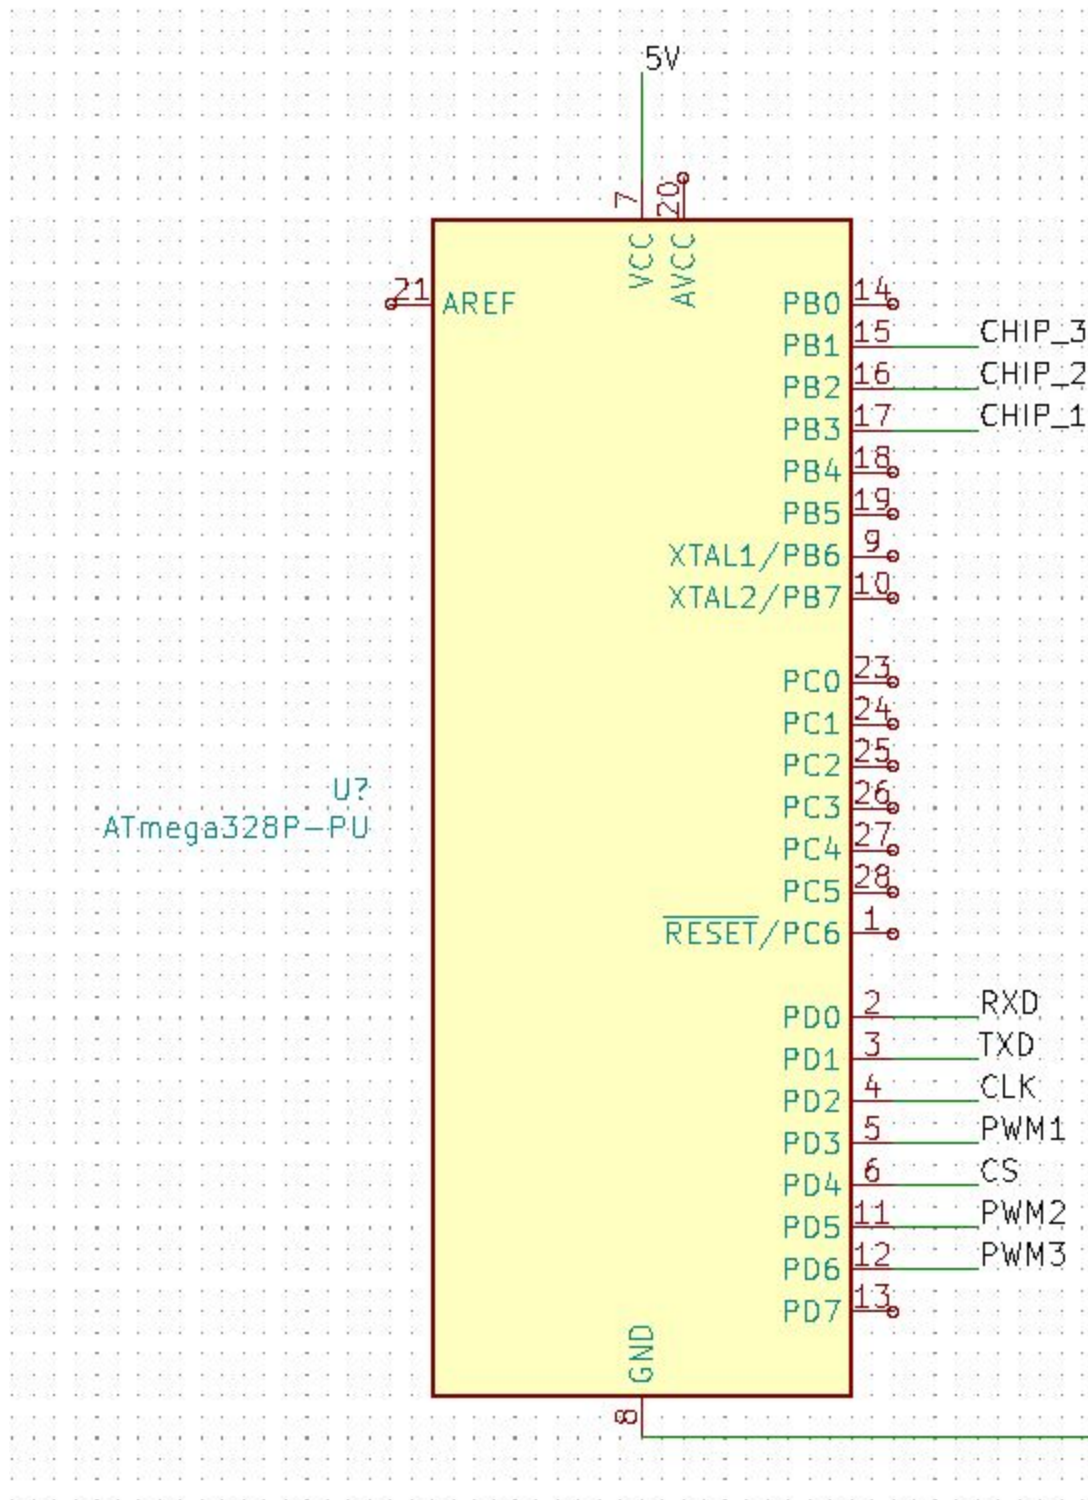 5V
7
20
VCC
AVCC
21
AREF
PB0
14
PB1
15
CHIP_3
PB2
16
CHIP_2
PB3
17
CHIP_1
PB4
18
PB5
19
XTAL1/PB6
9
XTAL2/PB7
10
PC0
23
PC1
24
PC2
25
U?
ATmega328P-PU
PC3
26
PC4
27
PC5
28
RESET/PC6
1
PD0
2
RXD
PD1
3
TXD
PD2
4
CLK
PD3
5
PWM1
PD4
6
CS
PD5
11
PWM2
PD6
12
PWM3
PD7
13
GND
8